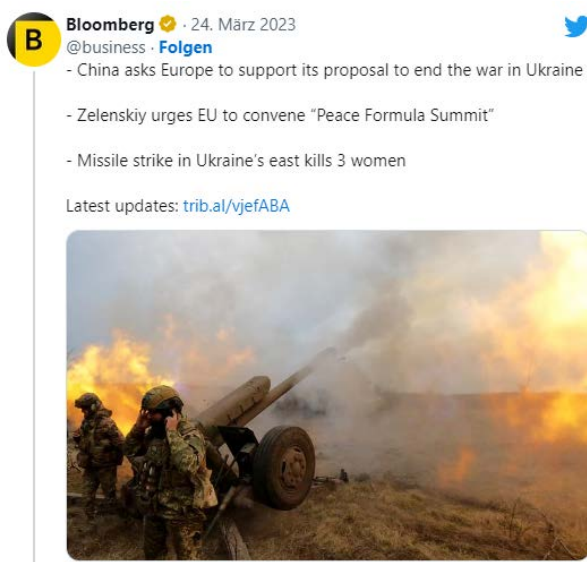 B
Bloomberg · 24. März 2023
@business · Folgen
- China asks Europe to support its proposal to end the war in Ukraine
- Zelenskiy urges EU to convene “Peace Formula Summit”
- Missile strike in Ukraine’s east kills 3 women
Latest updates: trib.al/vjefABA